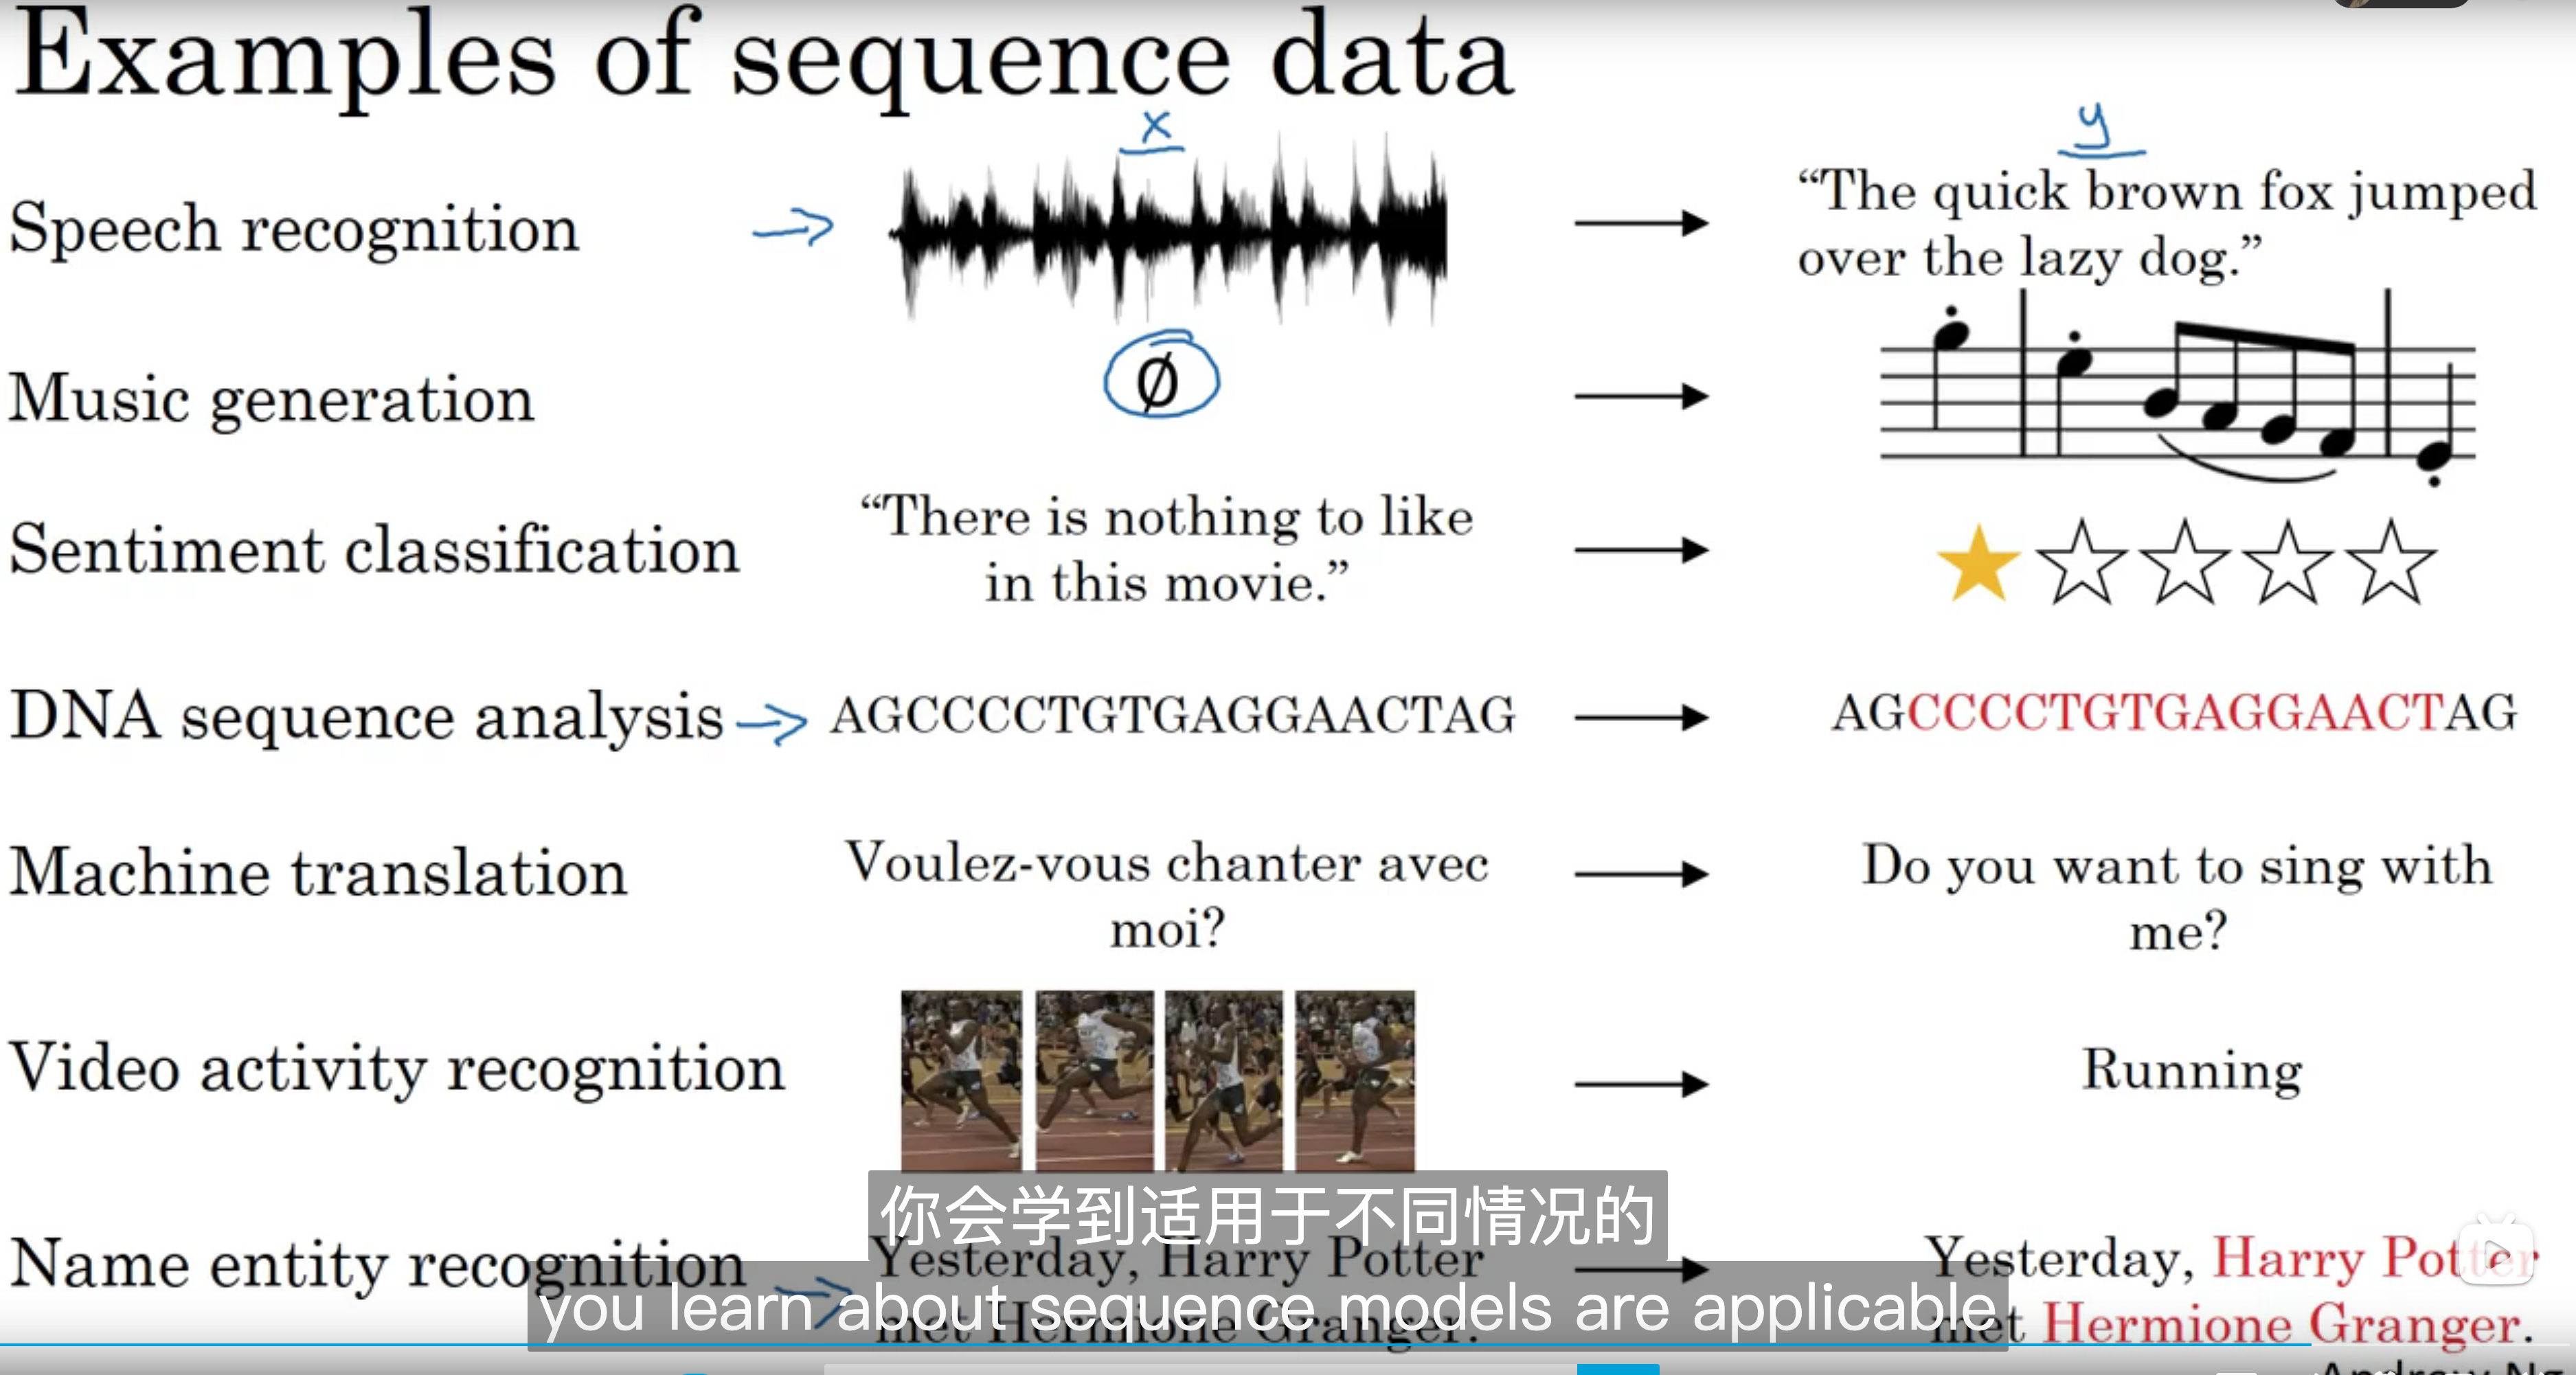 Examples of sequence data
x
y
Speech recognition
“The quick brown fox jumped
over the lazy dog.”
Music generation
∅
Sentiment classification
“There is nothing to like
in this movie.”
DNA sequence analysis
AGCCCCTGTGAGGAACTAG
AGCCCCTGTGAGGAACTAG
Machine translation
Voulez-vous chanter avec
moi?
Do you want to sing with
me?
Video activity recognition
Running
你会学到适用于不同情况的
Name entity recognition
Yesterday, Harry Potter
met Hermione Granger.
Yesterday, Harry Potter
met Hermione Granger.
you learn about sequence models are applicable
Andrew Ng